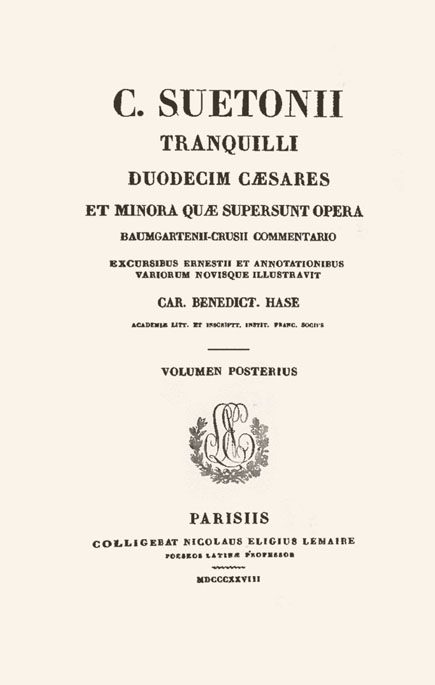 C. SUETONII
TRANQUILLI
DUODECIM CÆSARES
ET MINORA QUÆ SUPERSUNT OPERA
BAUMGARTENII-CRUSII COMMENTARIO
EXCURSIBUS ERNESTII ET ANNOTATIONIBUS
VARIORUM NOVISQUE ILLUSTRAVIT
CAR. BENEDICT. HASE
ACADEMIÆ LITT. ET INSCRIPTT. INSTIT. FRANC. SOCIUS
VOLUMEN POSTERIUS
PARISIIS
COLLIGEBAT NICOLAUS ELIGIUS LEMAIRE
POESEOS LATINÆ PROFESSOR
MDCCCXXVIII